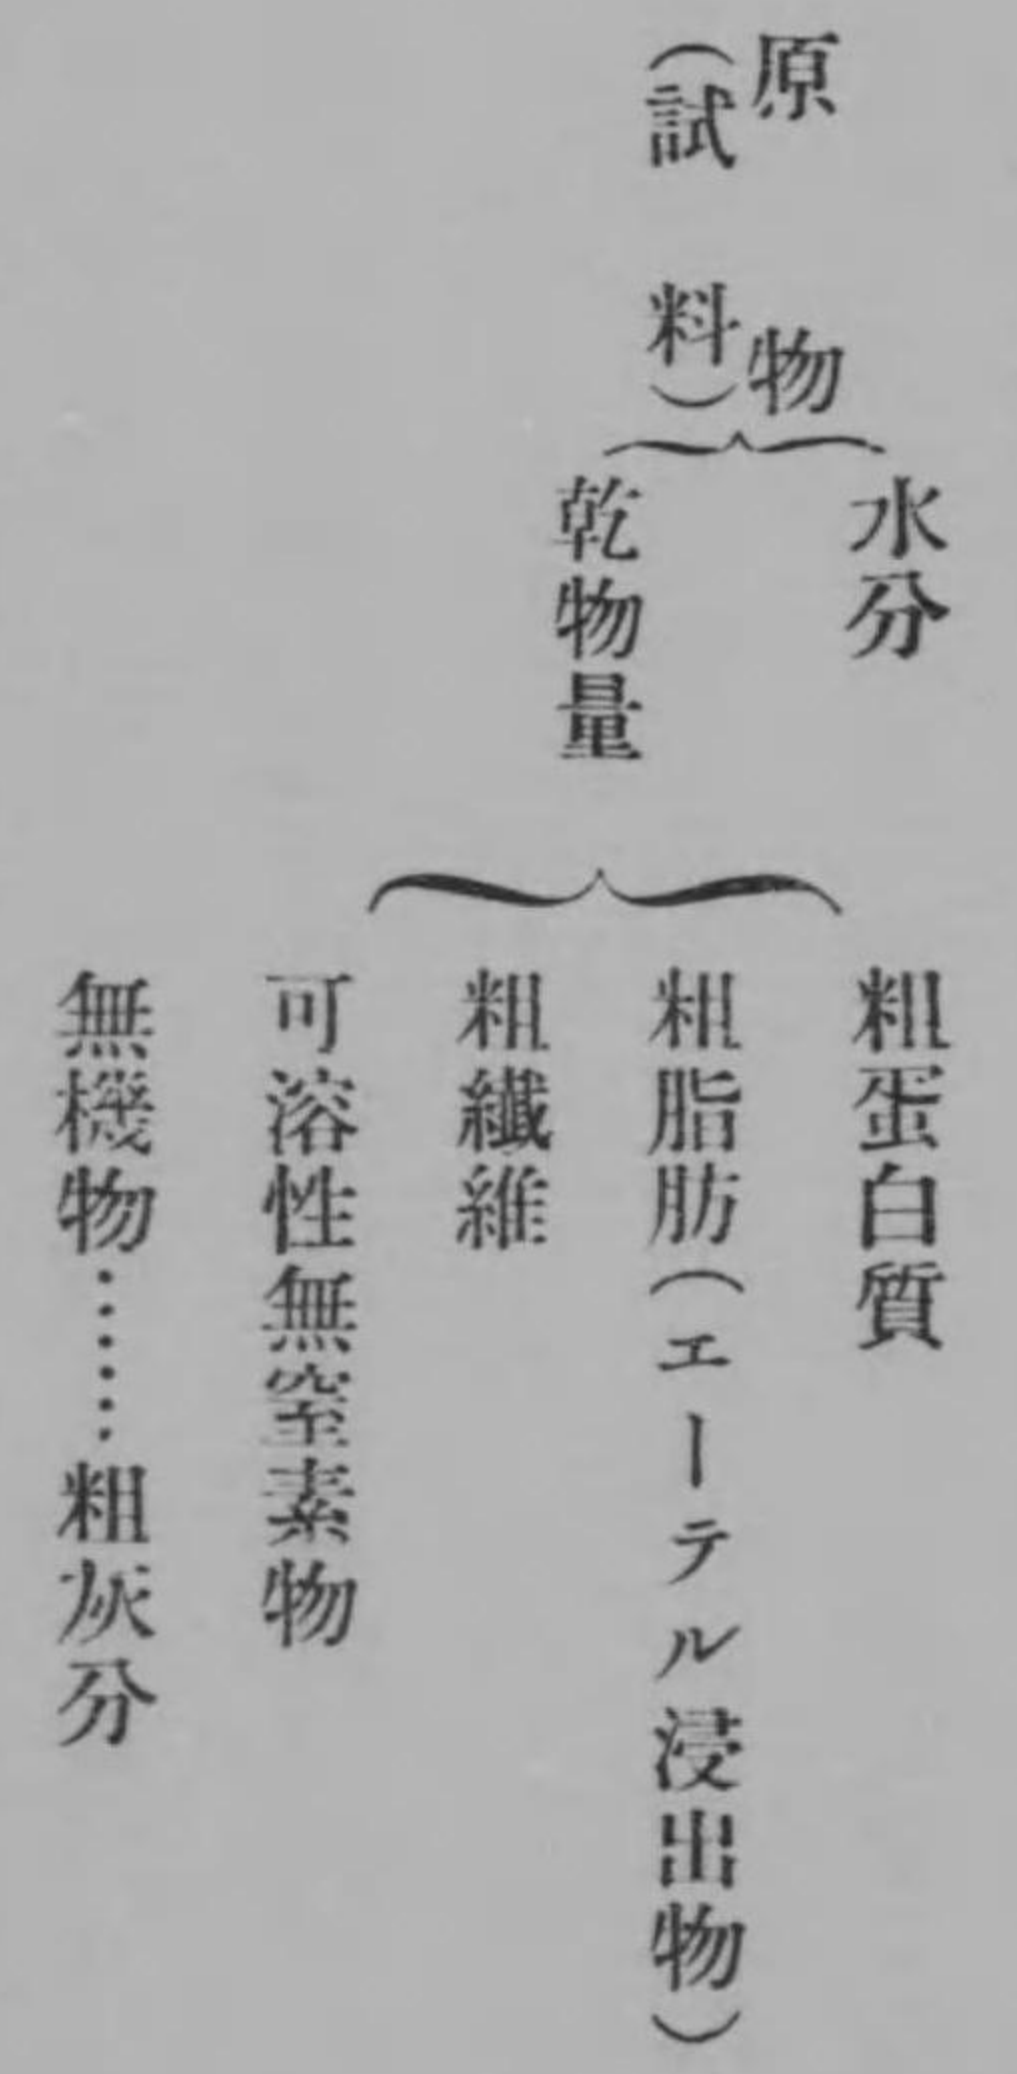 原物
(試料)
水分
乾物量
粗蛋白質
粗脂肪(エーテル浸出物)
粗纎維
可溶性無窒素物
無機物……粗灰分